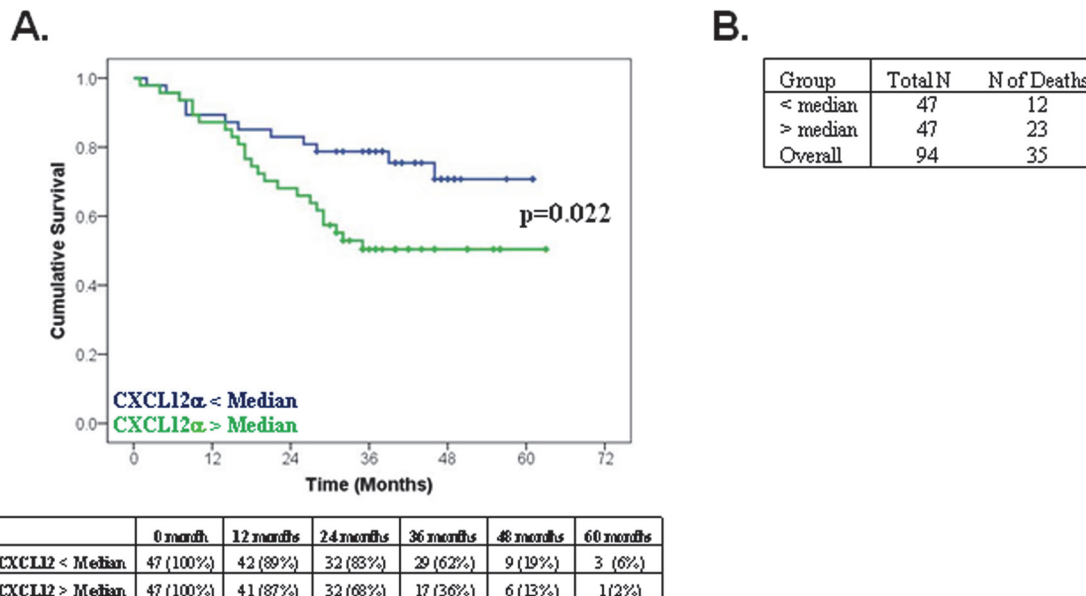 A.
1.0
0.8
0.6
0.4
0.2
0.0
Cumulative Survival
p=0.022
CXCL12α < Median
CXCL12α > Median
0 12 24 36 48 60 72
Time (Months)
0 month 12 months 24 months 36 months 48 months 60 months
CXCL12 < Median 47 (100%) 42 (89%) 32 (83%) 29 (62%) 9 (19%) 3 (6%)
CXCL12 > Median 47 (100%) 41 (87%) 32 (68%) 17 (36%) 6 (13%) 1 (2%)
B.
Group Total N N of Deaths
< median 47 12
> median 47 23
Overall 94 35